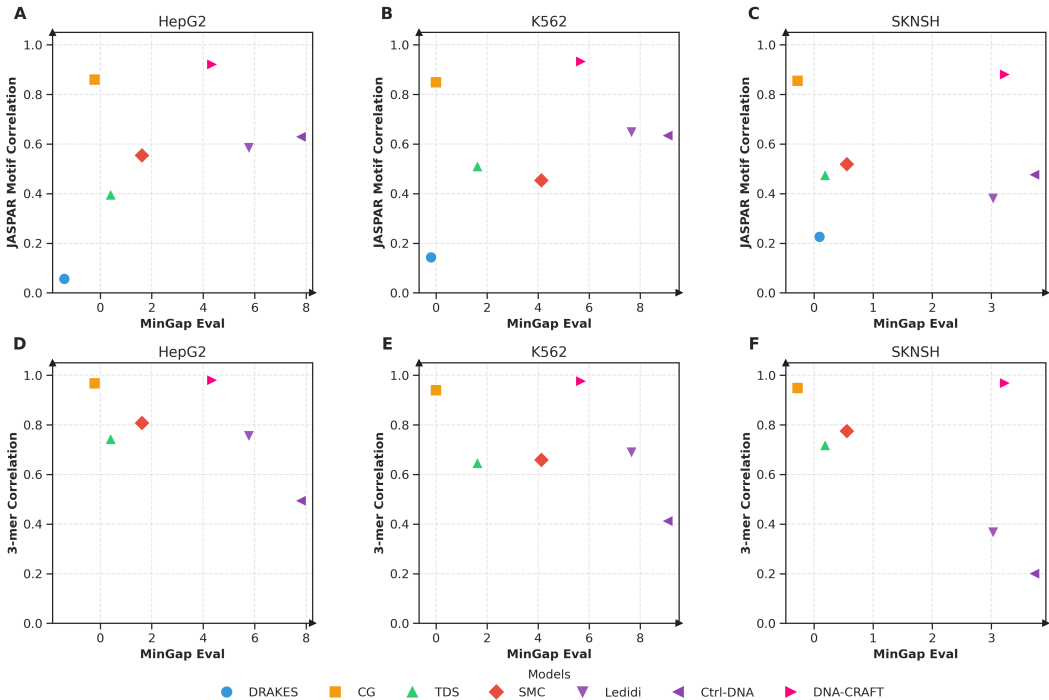 A
HepG2
JASPAR Motif Correlation
1.0
0.8
0.6
0.4
0.2
0.0
0 2 4 6 8
MinGap Eval
B
K562
JASPAR Motif Correlation
1.0
0.8
0.6
0.4
0.2
0.0
0 2 4 6 8
MinGap Eval
C
SKNSH
JASPAR Motif Correlation
1.0
0.8
0.6
0.4
0.2
0.0
0 1 2 3
MinGap Eval
D
HepG2
3-mer Correlation
1.0
0.8
0.6
0.4
0.2
0.0
0 2 4 6 8
MinGap Eval
E
K562
3-mer Correlation
1.0
0.8
0.6
0.4
0.2
0.0
0 2 4 6 8
MinGap Eval
F
SKNSH
3-mer Correlation
1.0
0.8
0.6
0.4
0.2
0.0
0 1 2 3
MinGap Eval
Models
DRAKES CG TDS SMC Ledidi Ctrl-DNA DNA-CRAFT